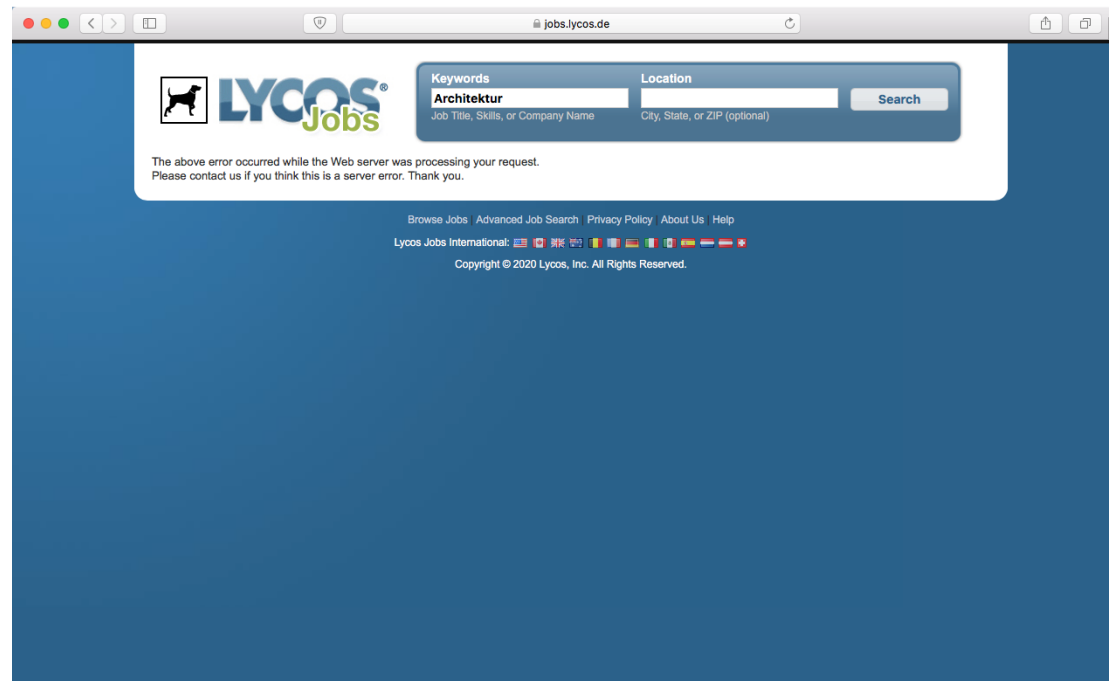 jobs.lycos.de
LYCOS®
Jobs
Keywords
Location
Architektur
Search
Job Title, Skills, or Company Name
City, State, or ZIP (optional)
The above error occurred while the Web server was processing your request.
Please contact us if you think this is a server error. Thank you.
Browse Jobs | Advanced Job Search | Privacy Policy | About Us | Help
Lycos Jobs International:
Copyright © 2020 Lycos, Inc. All Rights Reserved.